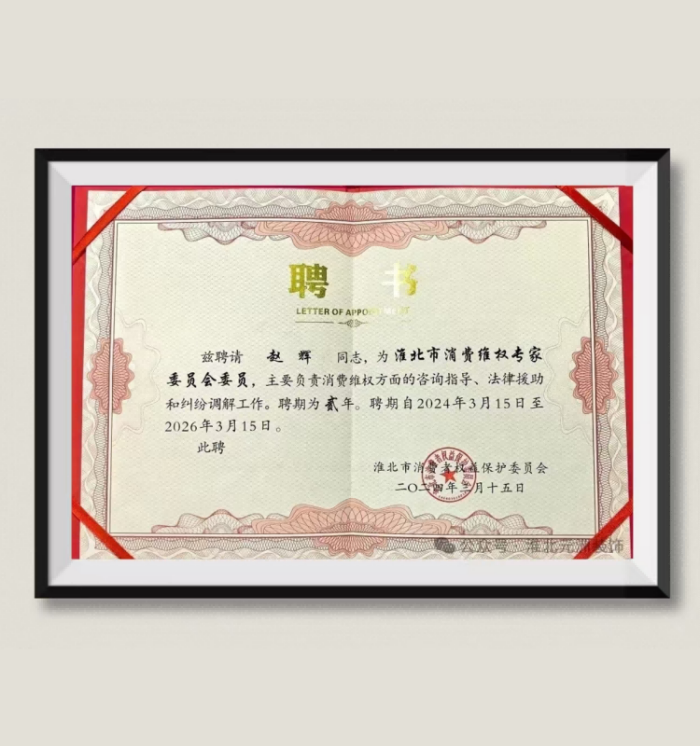 聘 书
LETTER OF APPOINTMENT
兹聘请 赵 辉 同志，为淮北市消费维权专家
委员会委员，主要负责消费维权方面的咨询指导、法律援助
和纠纷调解工作。聘期为贰年。聘期自2024年3月15日至
2026年3月15日。
此聘
淮北市消费者权益保护委员会
二〇二四年三月十五日
公众号·淮北元洲装饰